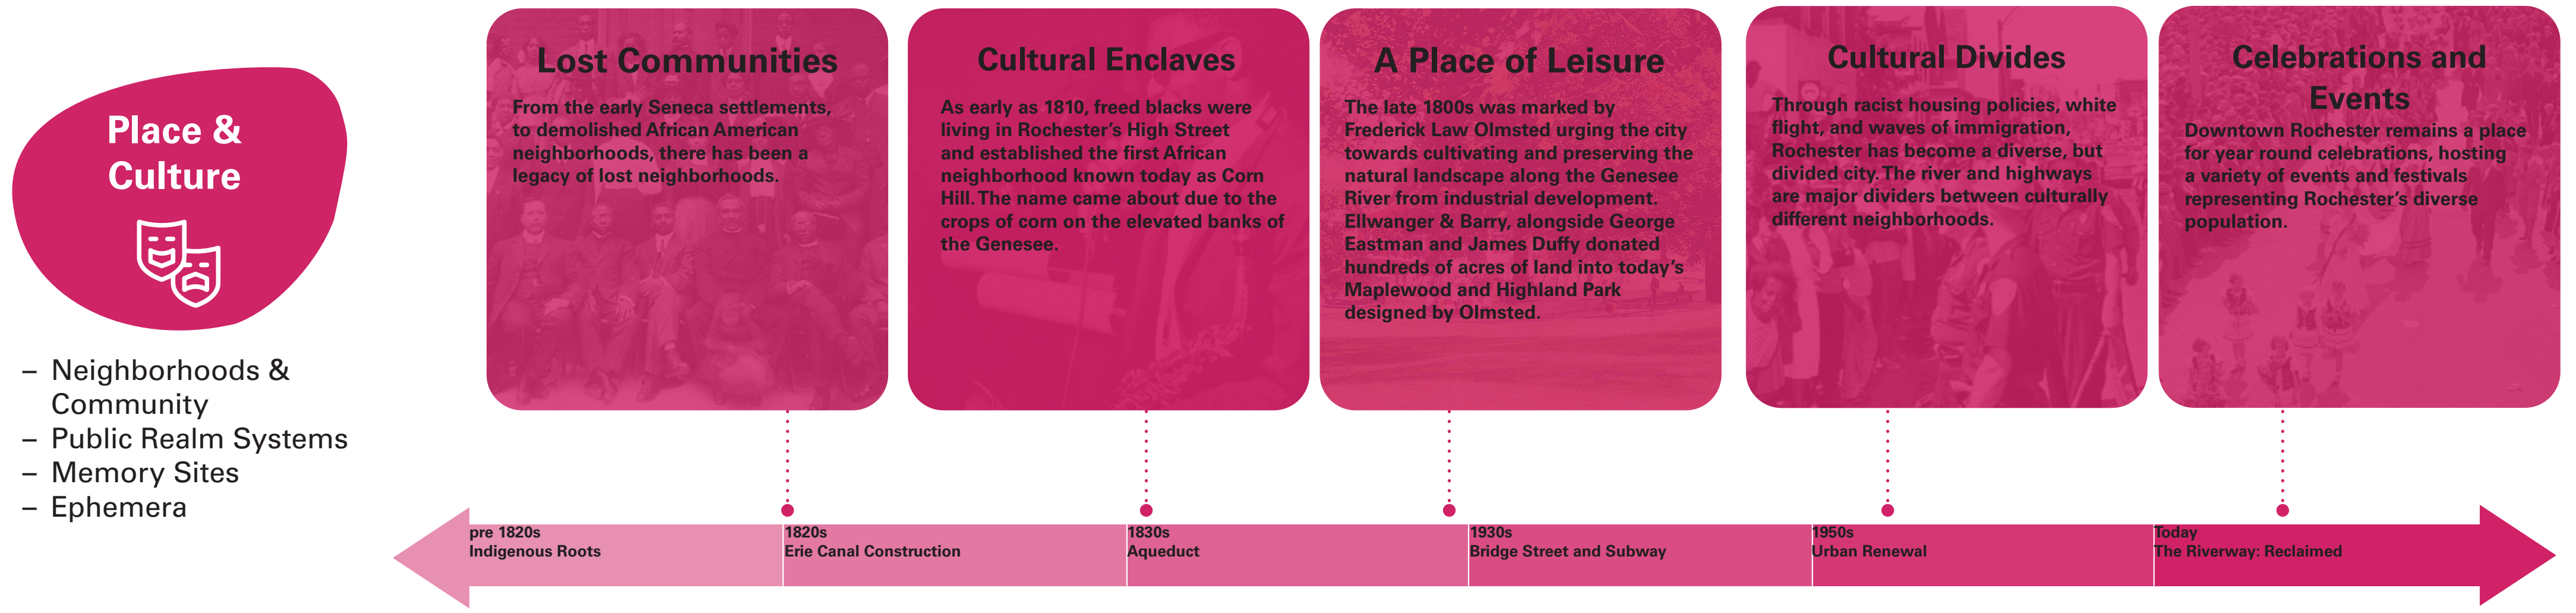 Place &
Culture
– Neighborhoods &
Community
– Public Realm Systems
– Memory Sites
– Ephemera
Lost Communities
From the early Seneca settlements,
to demolished African American
neighborhoods, there has been a
legacy of lost neighborhoods.
Cultural Enclaves
As early as 1810, freed blacks were
living in Rochester’s High Street
and established the first African
neighborhood known today as Corn
Hill. The name came about due to the
crops of corn on the elevated banks of
the Genesee.
A Place of Leisure
The late 1800s was marked by
Frederick Law Olmsted urging the city
towards cultivating and preserving the
natural landscape along the Genesee
River from industrial development.
Ellwanger & Barry, alongside George
Eastman and James Duffy donated
hundreds of acres of land into today’s
Maplewood and Highland Park
designed by Olmsted.
Cultural Divides
Through racist housing policies, white
flight, and waves of immigration,
Rochester has become a diverse, but
divided city. The river and highways
are major dividers between culturally
different neighborhoods.
Celebrations and
Events
Downtown Rochester remains a place
for year round celebrations, hosting
a variety of events and festivals
representing Rochester’s diverse
population.
pre 1820s
Indigenous Roots
1820s
Erie Canal Construction
1830s
Aqueduct
1930s
Bridge Street and Subway
1950s
Urban Renewal
Today
The Riverway: Reclaimed